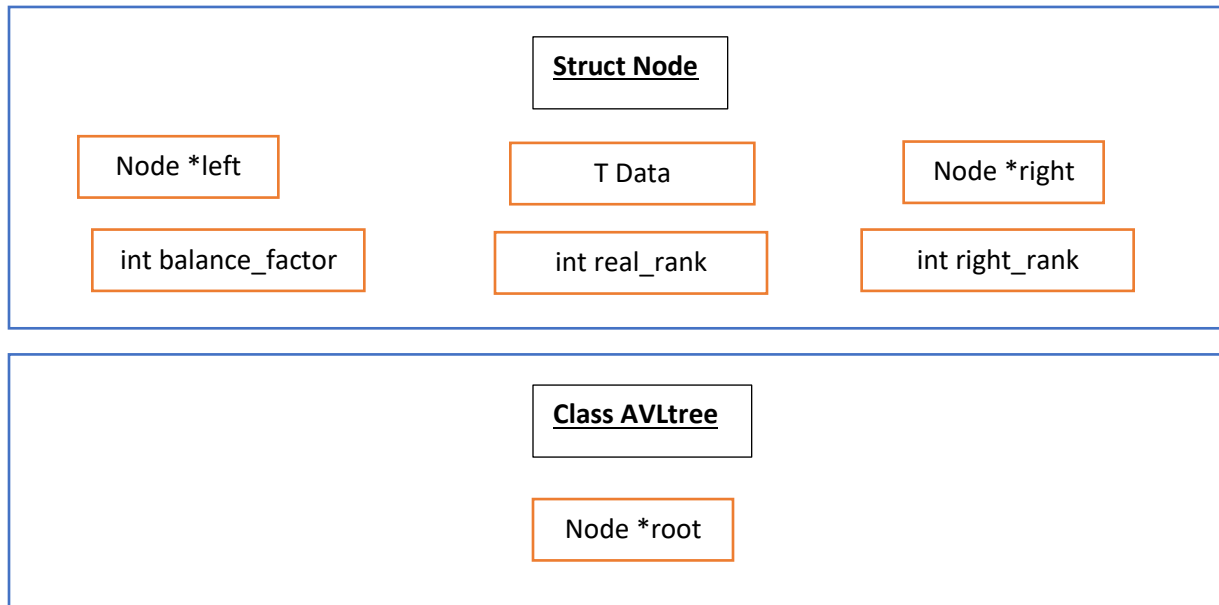 Struct Node
Node *left
T Data
Node *right
int balance_factor
int real_rank
int right_rank
Class AVLtree
Node *root